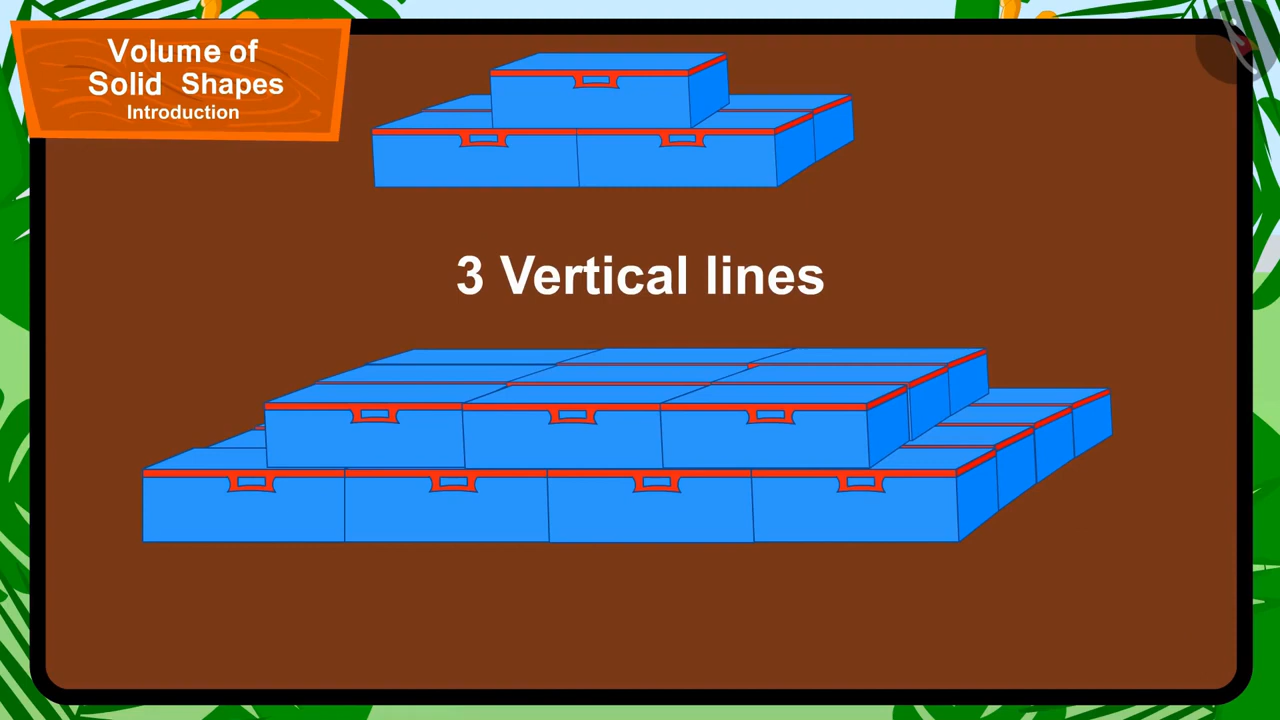 Volume of
Solid Shapes
Introduction
3 Vertical lines